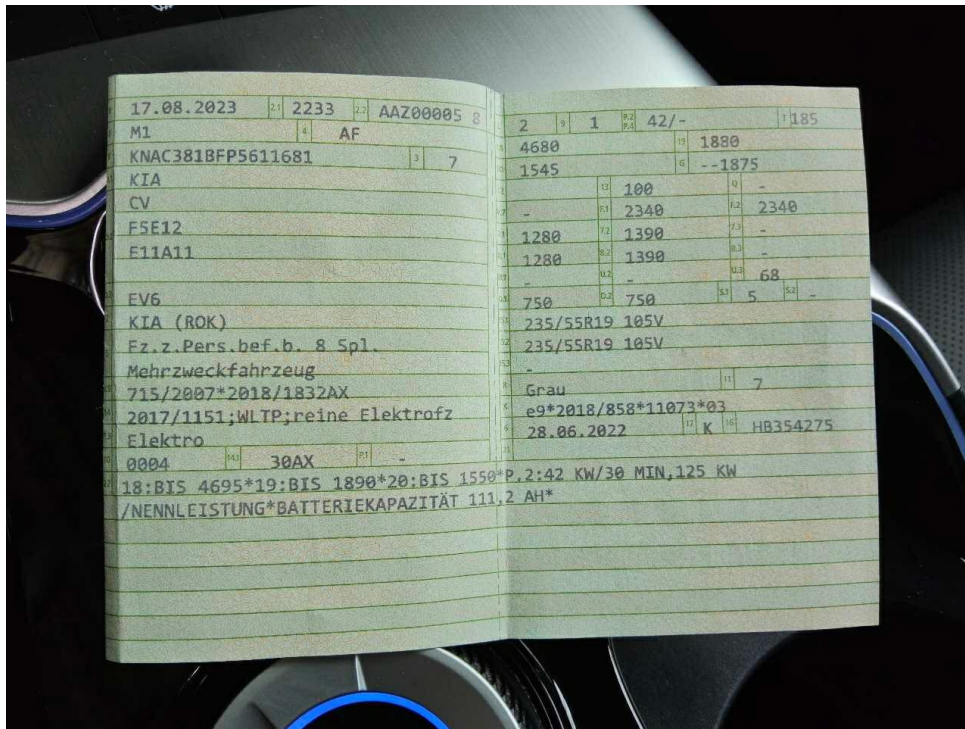 17.08.2023 2.1 2233 2.2 AAZ00005 8
M1 4 AF
KNAC381BFP5611681 3 7
KIA
CV
F5E12
E11A11
EV6
KIA (ROK)
Fz.z.Pers.bef.b. 8 Spl.
Mehrzweckfahrzeug
715/2007*2018/1832AX
2017/1151;WLTP;reine Elektrofz
Elektro
0004 14.1 30AX P.1 -
2 9 1 P.2 P.4 42/- T 185
4680 19 1880
1545 G --1875
13 100 Q -
- F.1 2340 F.2 2340
1280 7.2 1390 7.3 -
1280 8.2 1390 8.3 -
- U.2 - U.3 68
750 D.2 750 S.1 5 S.2 -
235/55R19 105V
235/55R19 105V
-
Grau 11 7
e9*2018/858*11073*03
28.06.2022 17 K 16 HB354275
22 18:BIS 4695*19:BIS 1890*20:BIS 1550*P.2:42 KW/30 MIN,125 KW
/NENNLEISTUNG*BATTERIEKAPAZITÄT 111,2 AH*